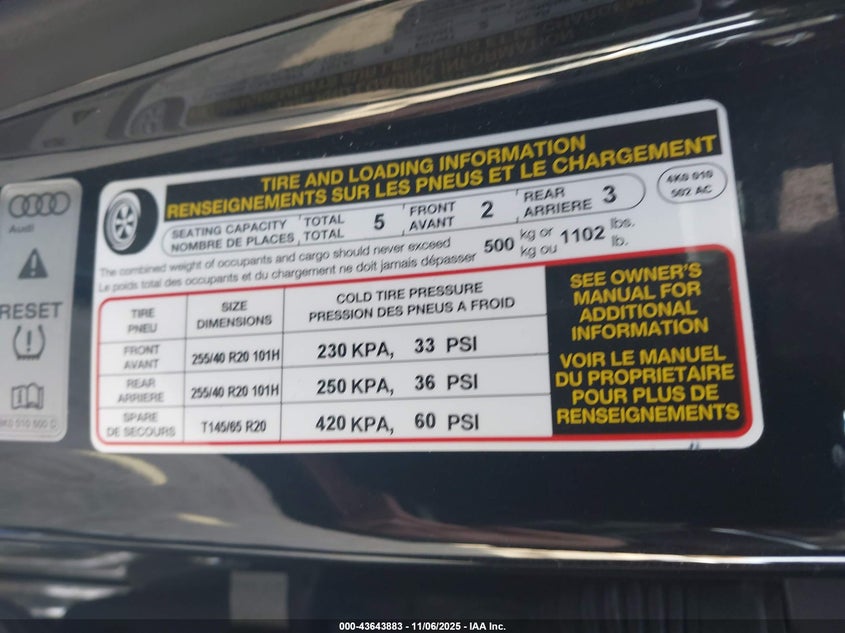 TIRE AND LOADING INFORMATION
RENSEIGNEMENTS SUR LES PNEUS ET LE CHARGEMENT
SEATING CAPACITY TOTAL 5 FRONT 2 REAR 3
NOMBRE DE PLACES TOTAL AVANT ARRIERE
4K0 010
502 AC
The combined weight of occupants and cargo should never exceed 500 kg or 1102 lbs.
Le poids total des occupants et du chargement ne doit jamais dépasser kg ou lb.
TIRE SIZE COLD TIRE PRESSURE
PNEU DIMENSIONS PRESSION DES PNEUS A FROID
FRONT
AVANT 255/40 R20 101H 230 KPA, 33 PSI
REAR
ARRIERE 255/40 R20 101H 250 KPA, 36 PSI
SPARE
DE SECOURS T145/65 R20 420 KPA, 60 PSI
SEE OWNER'S
MANUAL FOR
ADDITIONAL
INFORMATION
VOIR LE MANUEL
DU PROPRIETAIRE
POUR PLUS DE
RENSEIGNEMENTS
Audi
RESET
000-43643883 - 11/06/2025 - IAA Inc.